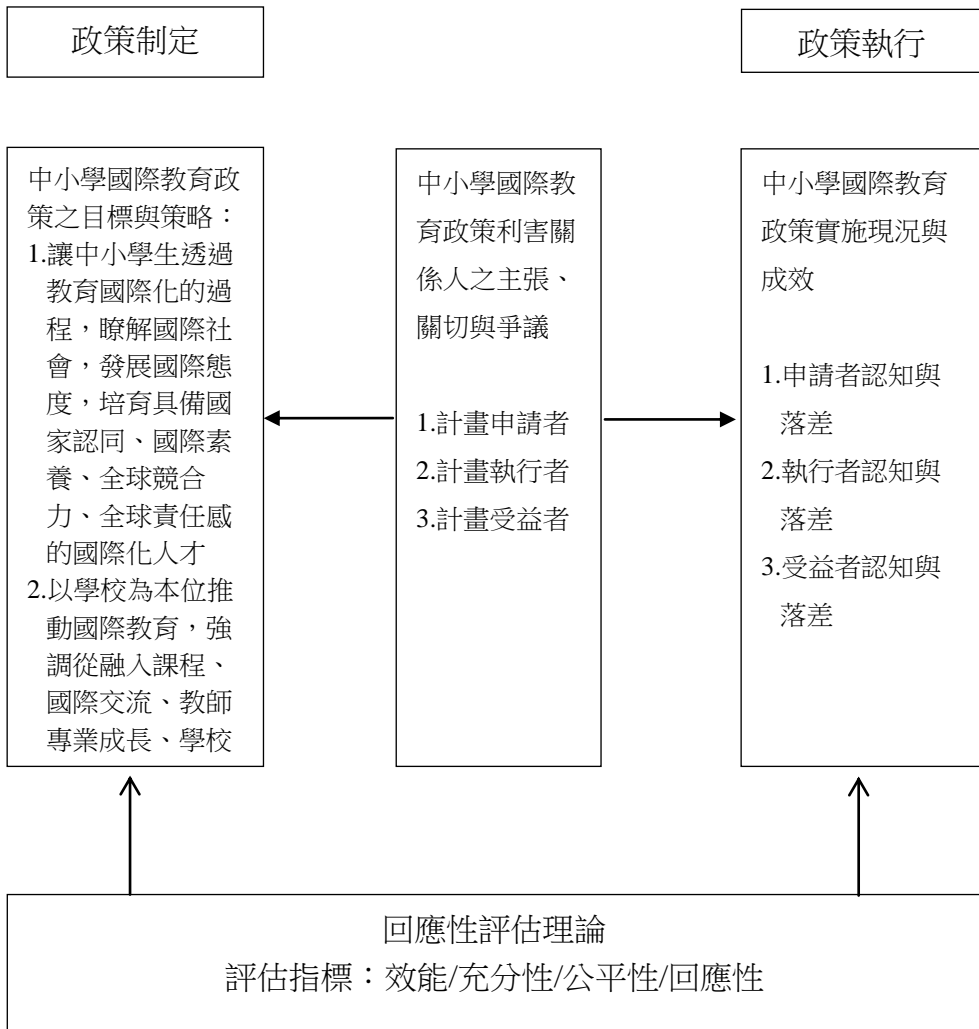 政策制定
政策執行
中小學國際教育政
策之目標與策略：
1.讓中小學生透過
教育國際化的過
程，瞭解國際社
會，發展國際態
度，培育具備國
家認同、國際素
養、全球競合
力、全球責任感
的國際化人才
2.以學校為本位推
動國際教育，強
調從融入課程、
國際交流、教師
專業成長、學校
中小學國際教
育政策利害關
係人之主張、
關切與爭議
1.計畫申請者
2.計畫執行者
3.計畫受益者
中小學國際教育
政策實施現況與
成效
1.申請者認知與
落差
2.執行者認知與
落差
3.受益者認知與
落差
回應性評估理論
評估指標：效能/充分性/公平性/回應性